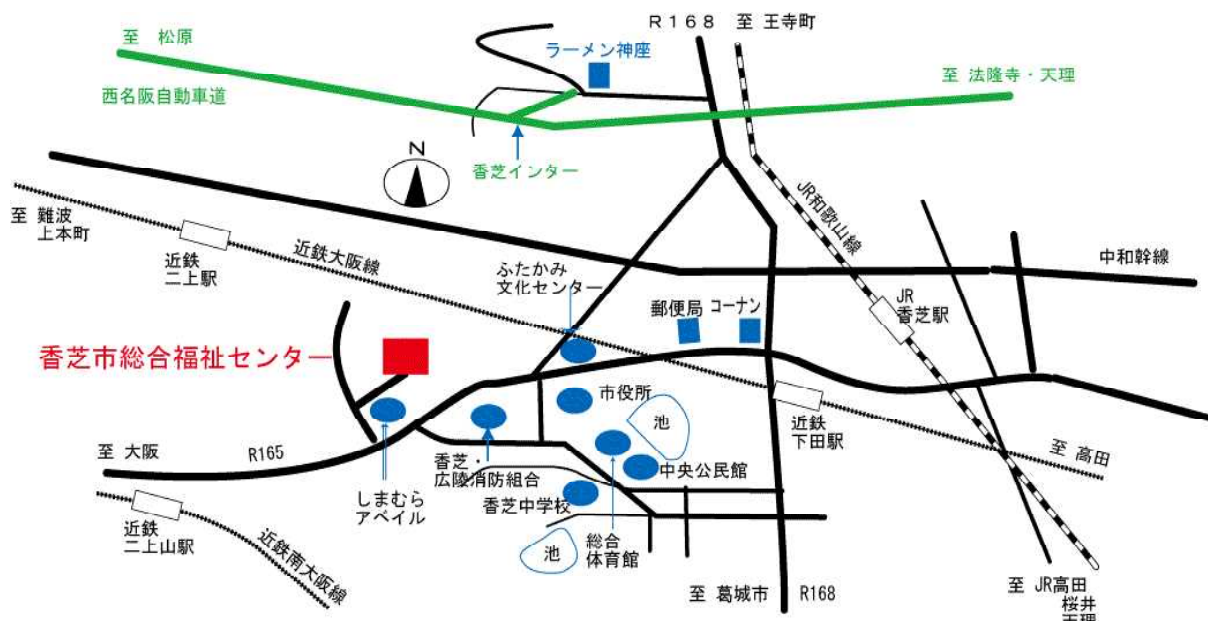 R168 至 王寺町
至 松原
ラーメン神座
至 法隆寺・天理
西名阪自動車道
N
香芝インター
JR和歌山線
至 難波
上本町
近鉄
二上駅
近鉄大阪線
ふたかみ
文化センター
中和幹線
郵便局
コーナン
JR
香芝駅
香芝市総合福祉センター
市役所
池
近鉄
下田駅
至 大阪
R165
香芝・
広陵消防組合
中央公民館
至 高田
しまむら
アベイル
香芝中学校
近鉄
二上山駅
近鉄南大阪線
池
総合
体育館
至 葛城市
R168
至 JR高田
桜井
天理